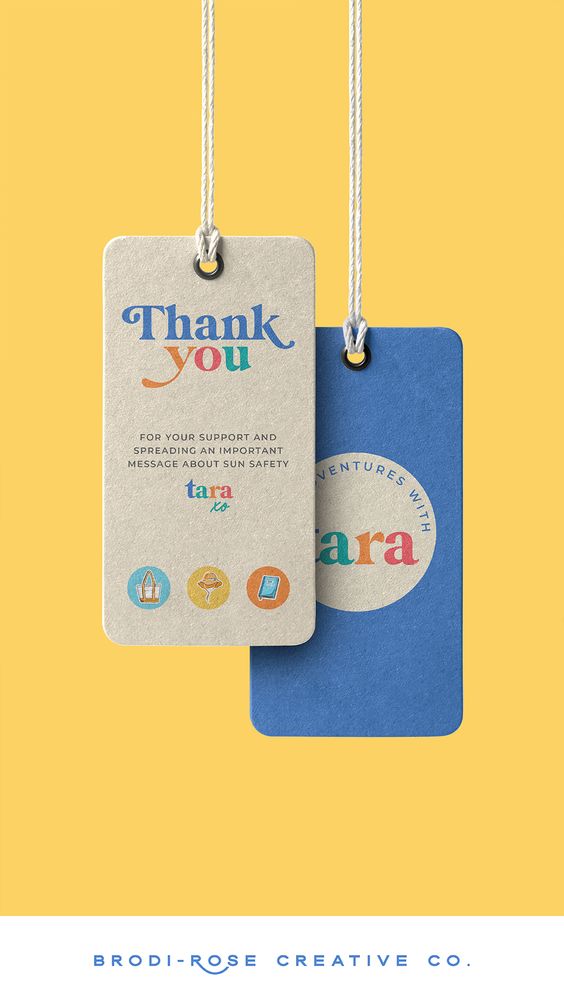 Thank
you
FOR YOUR SUPPORT AND
SPREADING AN IMPORTANT
MESSAGE ABOUT SUN SAFETY
tara
xo
VENTURES WITH
ara
BRODI-ROSE CREATIVE CO.